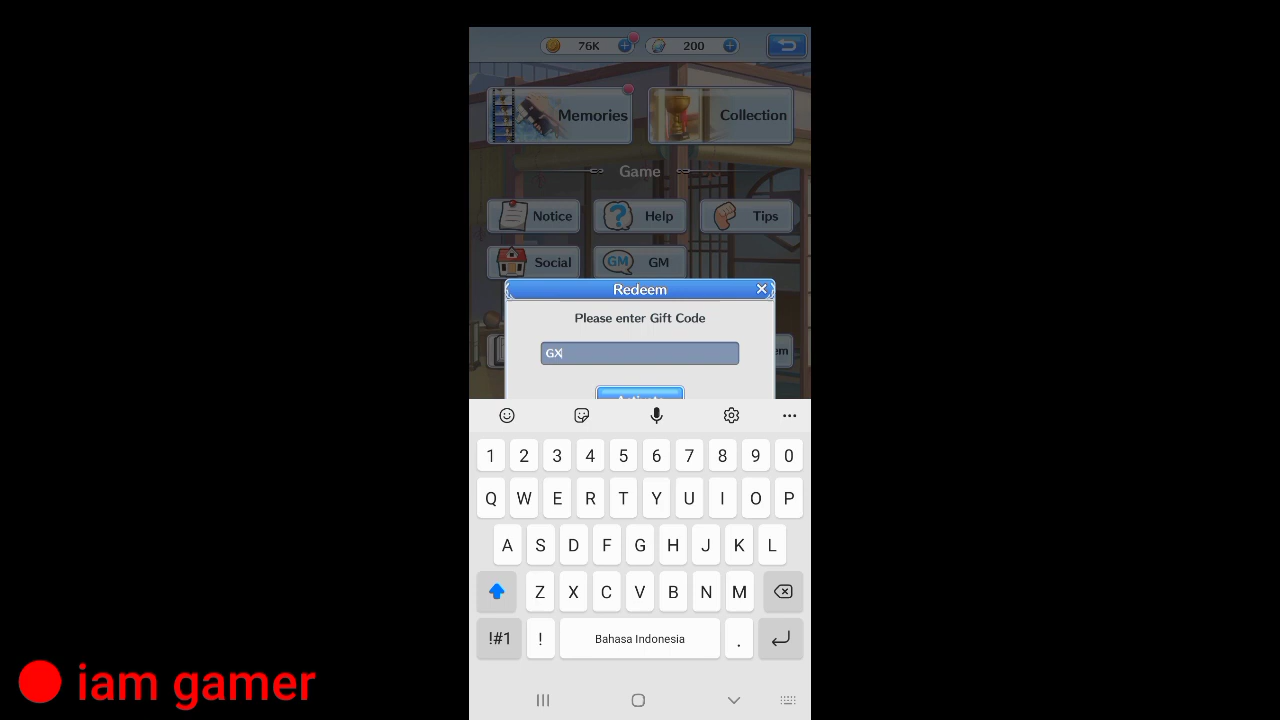 76K 200
Memories Collection
Game
Notice Help Tips
Social GM GM
Redeem
Please enter Gift Code
GX
1 2 3 4 5 6 7 8 9 0
Q W E R T Y U I O P
A S D F G H J K L
Z X C V B N M
!#1 ! Bahasa Indonesia .
iam gamer